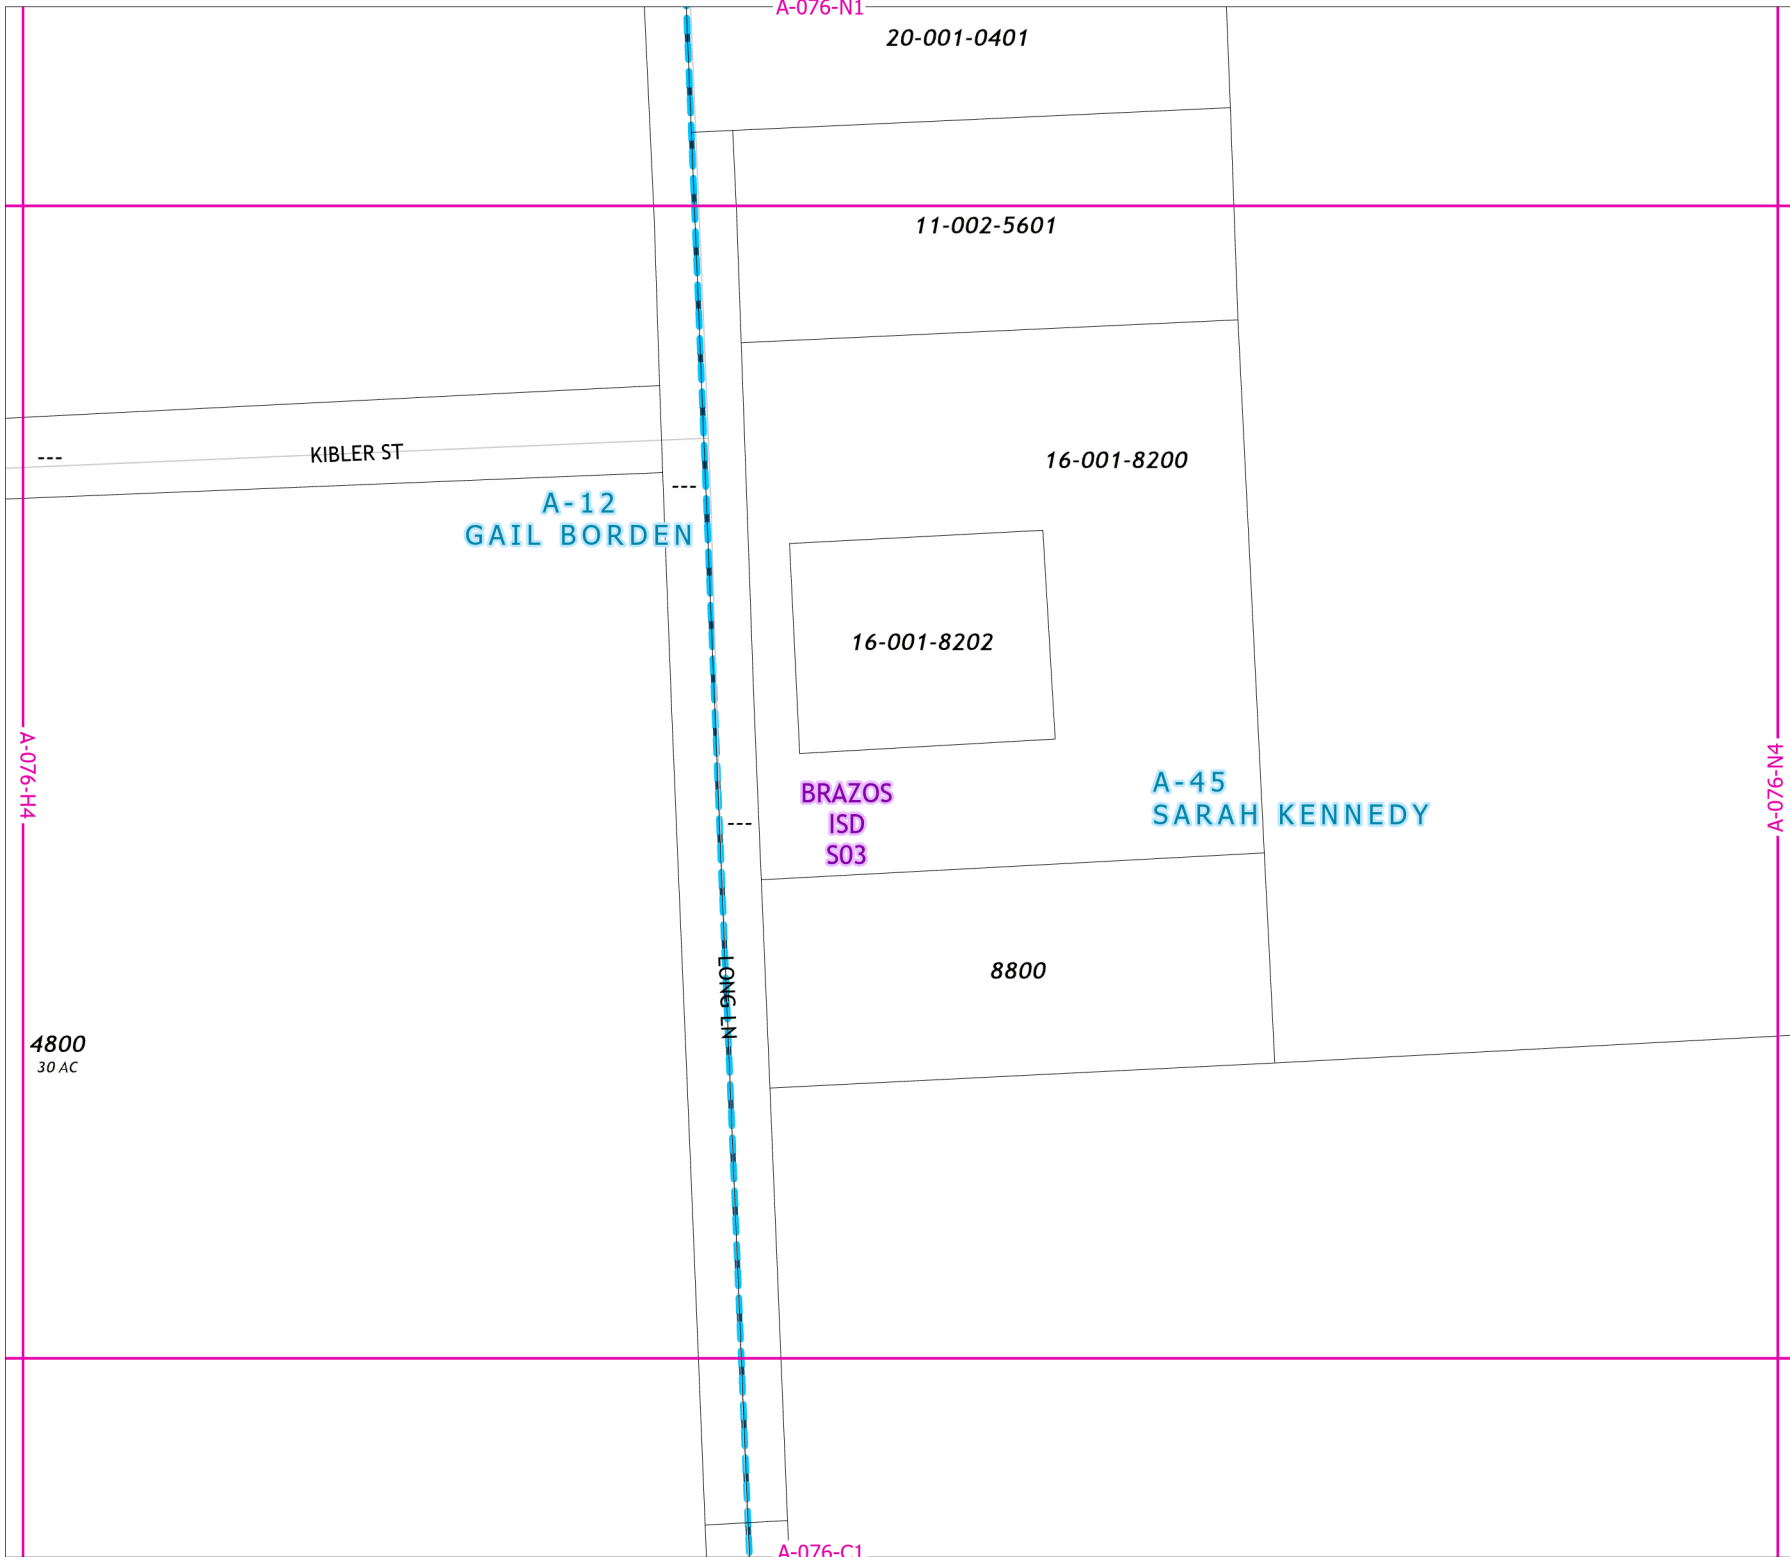 A-076-N1
20-001-0401
11-002-5601
KIBLER ST
---
16-001-8200
---
A-12
GAIL BORDEN
16-001-8202
A-076-H4
A-076-N4
BRAZOS
ISD
S03
A-45
SARAH KENNEDY
---
8800
LONG LN
4800
30 AC
A-076-C1